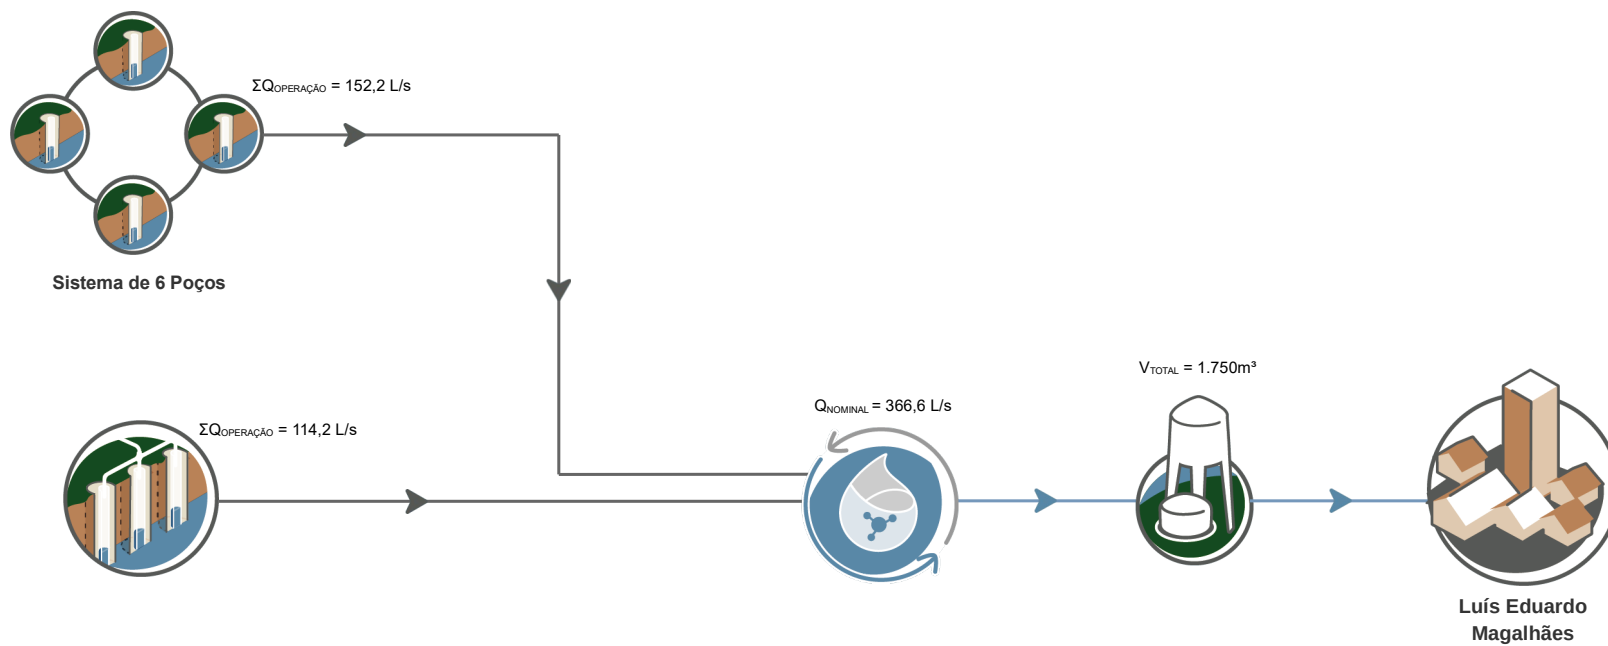 ΣQOPERAÇÃO = 152,2 L/s
Sistema de 6 Poços
VTOTAL = 1.750m³
QNOMINAL = 366,6 L/s
ΣQOPERAÇÃO = 114,2 L/s
Luís Eduardo
Magalhães